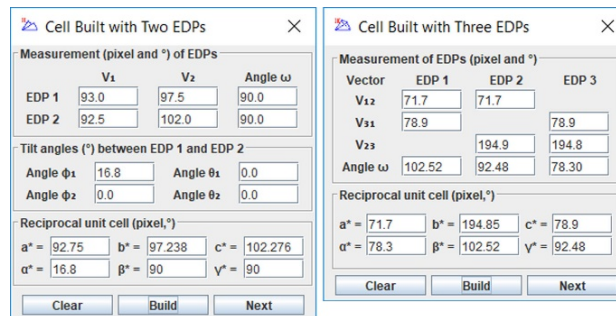 Cell Built with Two EDPs
Measurement (pixel and °) of EDPs
V₁ V₂ Angle ω
EDP 1 93.0 97.5 90.0
EDP 2 92.5 102.0 90.0
Tilt angles (°) between EDP 1 and EDP 2
Angle ϕ₁ 16.8 Angle θ₁ 0.0
Angle ϕ₂ 0.0 Angle θ₂ 0.0
Reciprocal unit cell (pixel,°)
a* = 92.75 b* = 97.238 c* = 102.276
α* = 16.8 β* = 90 γ* = 90
Clear Build Next
Cell Built with Three EDPs
Measurement of EDPs (pixel and °)
Vector EDP 1 EDP 2 EDP 3
V₁₂ 71.7 71.7
V₃₁ 78.9 78.9
V₂₃ 194.9 194.8
Angle ω 102.52 92.48 78.30
Reciprocal unit cell (pixel,°)
a* = 71.7 b* = 194.85 c* = 78.9
α* = 78.3 β* = 102.52 γ* = 92.48
Clear Build Next